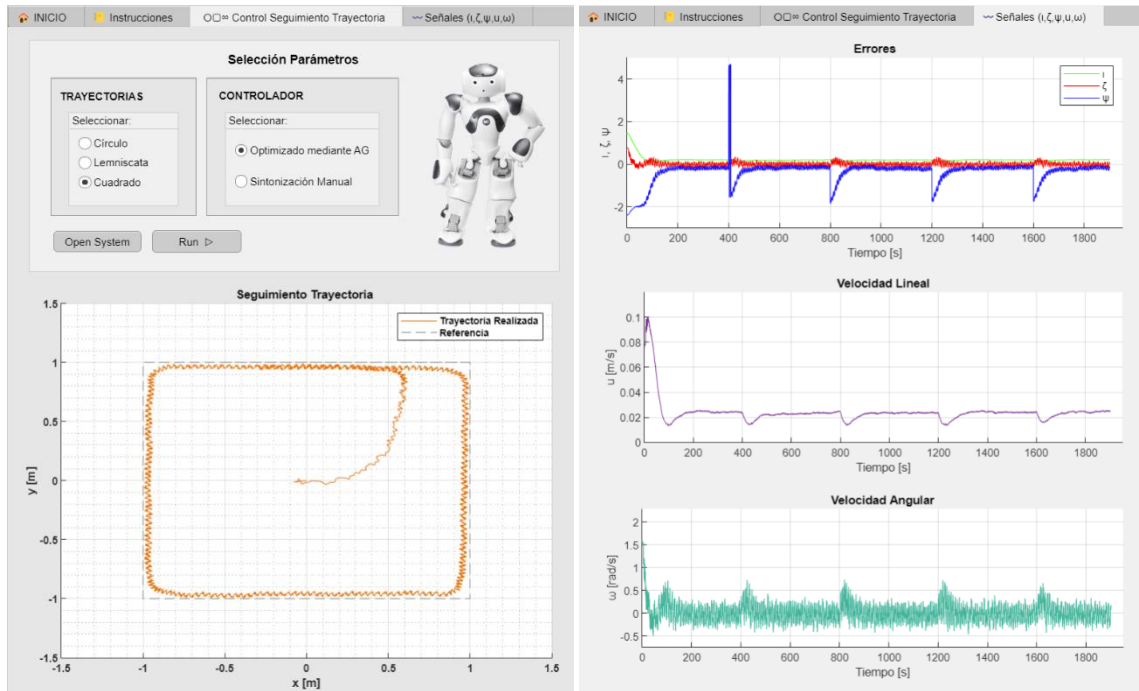 INICIO
Instrucciones
O□∞ Control Seguimiento Trayectoria
Señales (ι,ζ,ψ,u,ω)
Selección Parámetros
TRAYECTORIAS
Seleccionar:
Círculo
Lemniscata
Cuadrado
CONTROLADOR
Seleccionar:
Optimizado mediante AG
Sintonización Manual
Open System
Run ▷
Seguimiento Trayectoria
Trayectoria Realizada
Referencia
1.5
1
0.5
0
-0.5
-1
-1.5
y [m]
-1.5
-1
-0.5
0
0.5
1
1.5
x [m]
INICIO
Instrucciones
O□∞ Control Seguimiento Trayectoria
Señales (ι,ζ,ψ,u,ω)
Errores
ι
ζ
ψ
4
2
0
-2
ι, ζ, ψ
0 200 400 600 800 1000 1200 1400 1600 1800
Tiempo [s]
Velocidad Lineal
0.1
0.08
0.06
0.04
0.02
0
u [m/s]
0 200 400 600 800 1000 1200 1400 1600 1800
Tiempo [s]
Velocidad Angular
2
1.5
1
0.5
0
-0.5
ω [rad/s]
0 200 400 600 800 1000 1200 1400 1600 1800
Tiempo [s]